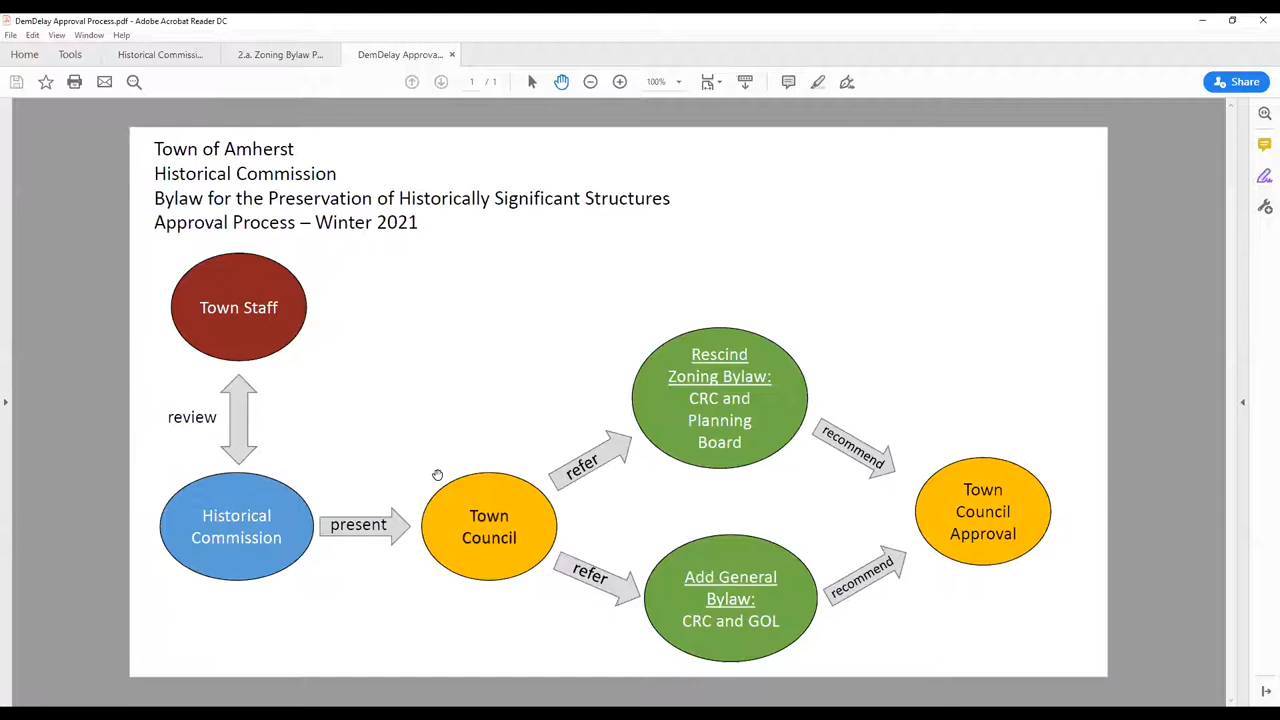 DemDelay Approval Process.pdf - Adobe Acrobat Reader DC
File Edit View Window Help
Home Tools Historical Commissi... 2.a. Zoning Bylaw P... DemDelay Approva... ×
1 / 1 100% Share
Town of Amherst
Historical Commission
Bylaw for the Preservation of Historically Significant Structures
Approval Process – Winter 2021
Town Staff
review
Historical
Commission
present
Town
Council
refer
Rescind
Zoning Bylaw:
CRC and
Planning
Board
recommend
refer
Add General
Bylaw:
CRC and GOL
recommend
Town
Council
Approval